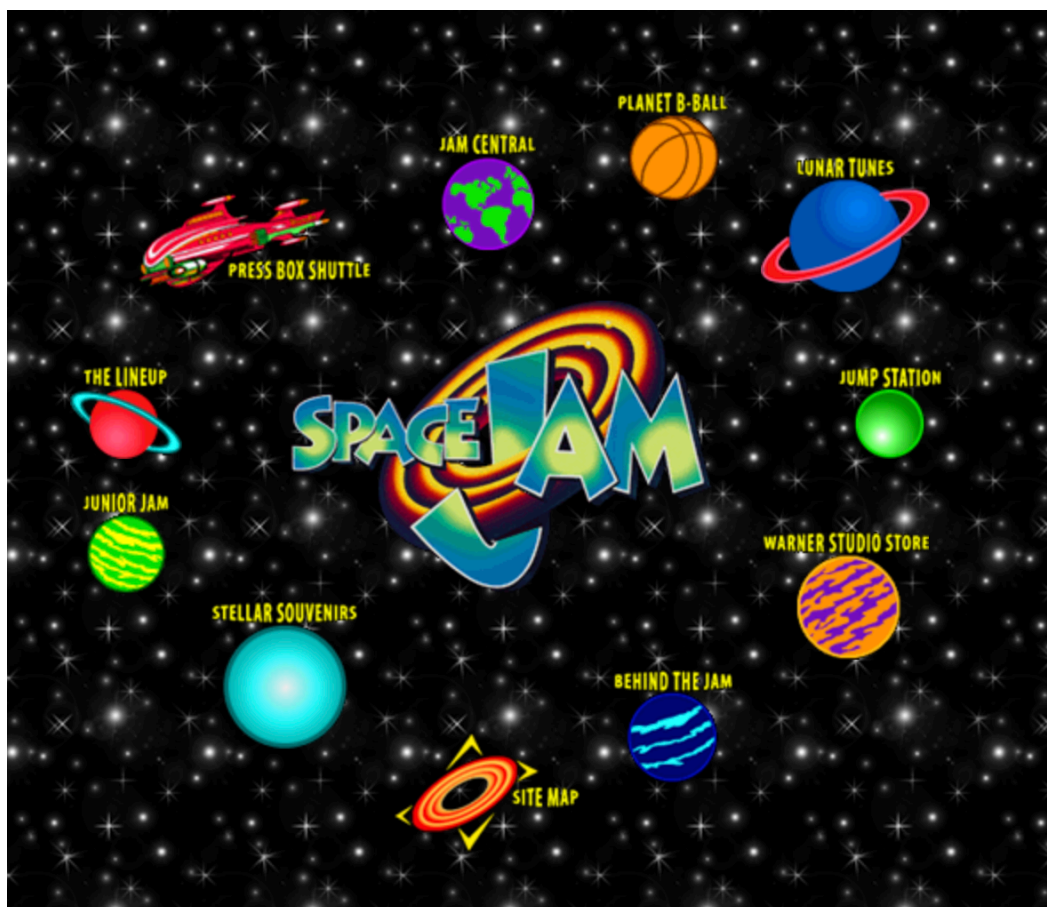 PLANET B-BALL
JAM CENTRAL
LUNAR TUNES
PRESS BOX SHUTTLE
THE LINEUP
SPACE JAM
JUMP STATION
JUNIOR JAM
WARNER STUDIO STORE
STELLAR SOUVENIRS
BEHIND THE JAM
SITE MAP